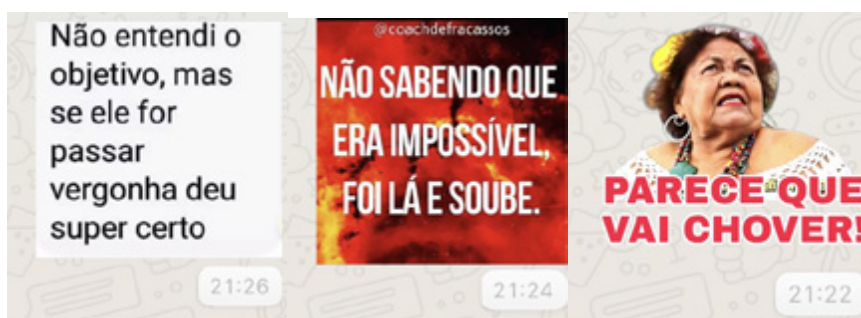 Não entendi o
objetivo, mas
se ele for
passar
vergonha deu
super certo
21:26
@coachdefracassos
NÃO SABENDO QUE
ERA IMPOSSÍVEL,
FOI LÁ E SOUBE.
21:24
PARECE QUE
VAI CHOVER!
21:22